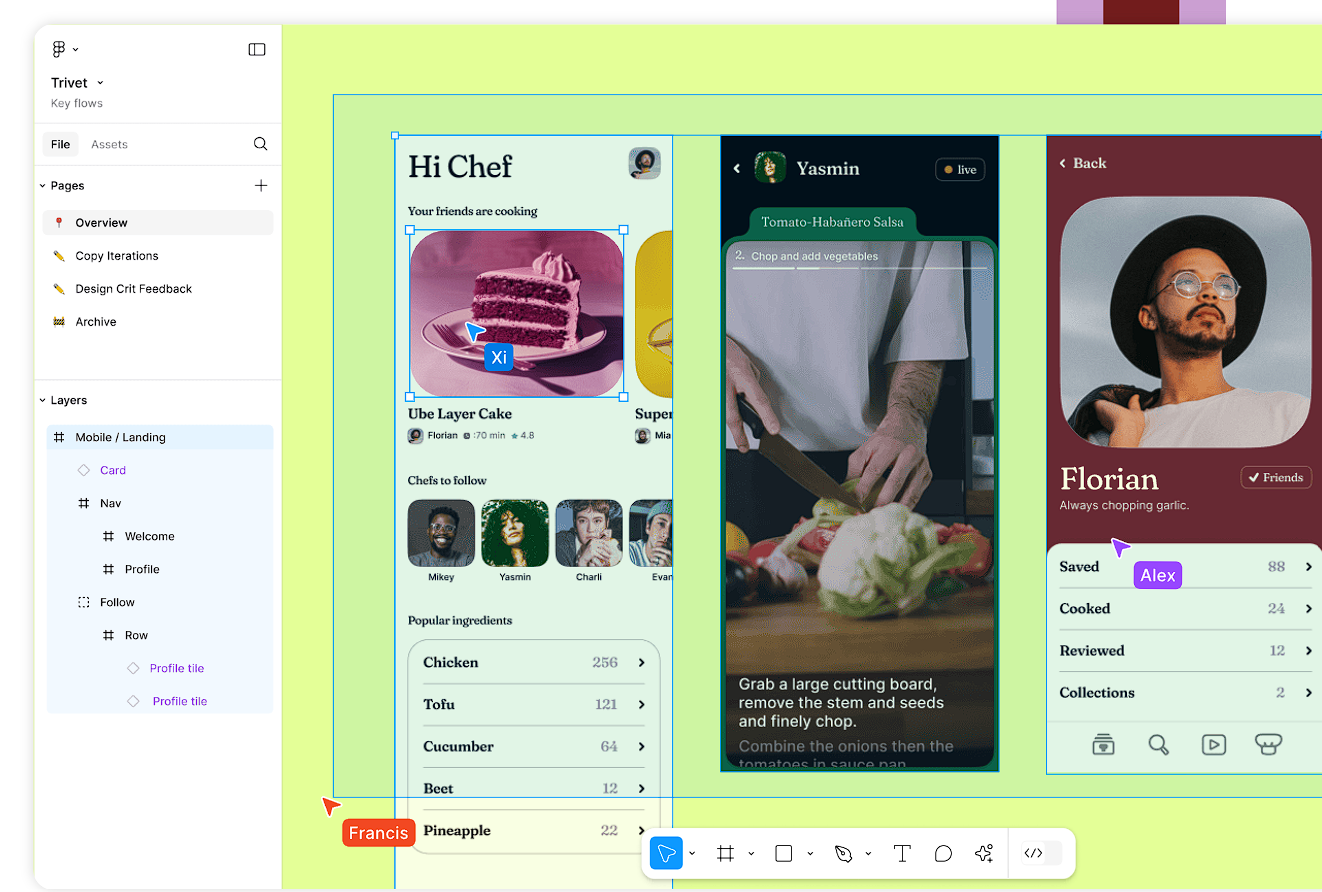 Trivet
Key flows
File
Assets
Pages
Overview
Copy Iterations
Design Crit Feedback
Archive
Layers
Mobile / Landing
Card
Nav
Welcome
Profile
Follow
Row
Profile tile
Profile tile
Hi Chef
Your friends are cooking
Xi
Ube Layer Cake
Super
Florian :70 min 4.8
Mia
Chefs to follow
Mikey
Yasmin
Charli
Evan
Popular ingredients
Chicken 256
Tofu 121
Cucumber 64
Beet 12
Pineapple 22
Francis
Yasmin
live
Tomato-Habañero Salsa
2. Chop and add vegetables
Grab a large cutting board,
remove the stem and seeds
and finely chop.
Combine the onions then the
tomatoes in sauce pan
Back
Florian
Friends
Always chopping garlic.
Alex
Saved 88
Cooked 24
Reviewed 12
Collections 2